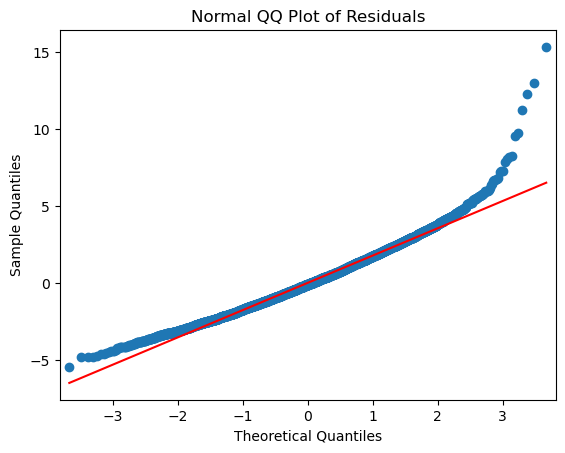 Normal QQ Plot of Residuals
15
10
5
0
−5
Sample Quantiles
−3 −2 −1 0 1 2 3
Theoretical Quantiles